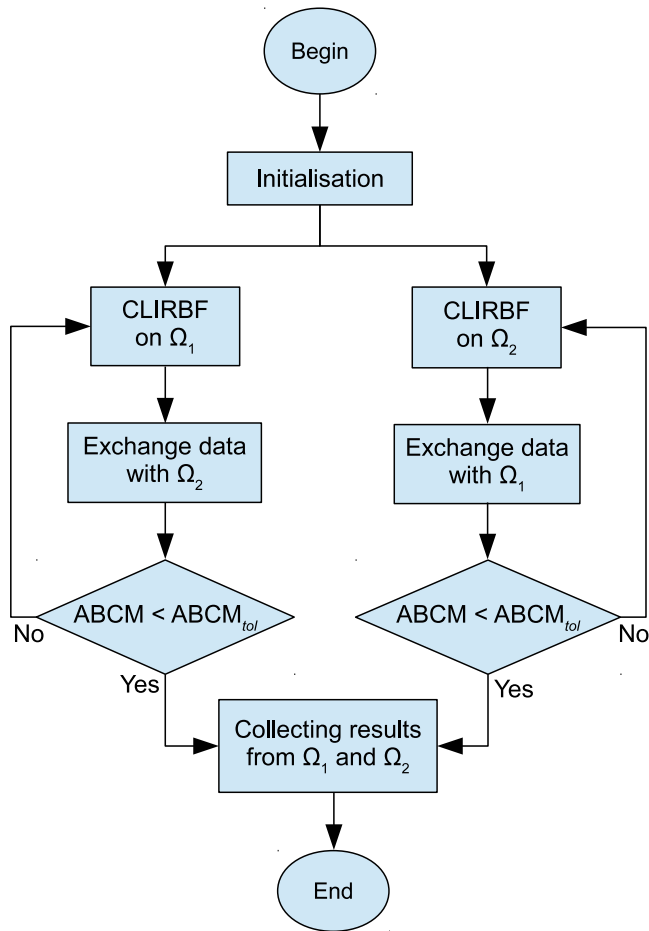 Begin
Initialisation
CLIRBF
on Ω₁
CLIRBF
on Ω₂
Exchange data
with Ω₂
Exchange data
with Ω₁
ABCM < ABCMₜₒₗ
ABCM < ABCMₜₒₗ
No
No
Yes
Yes
Collecting results
from Ω₁ and Ω₂
End